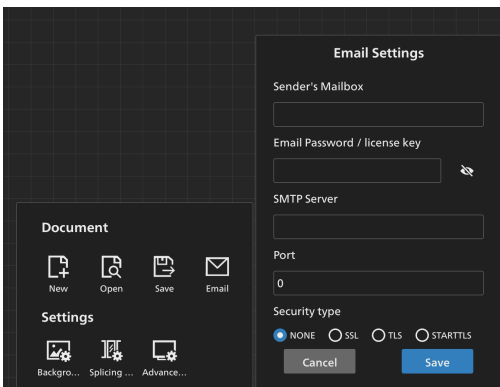 Email Settings
Sender's Mailbox
Email Password / license key
SMTP Server
Port
0
Security type
NONE SSL TLS STARTTLS
Cancel Save
Document
New Open Save Email
Settings
Backgro... Splicing ... Advance...